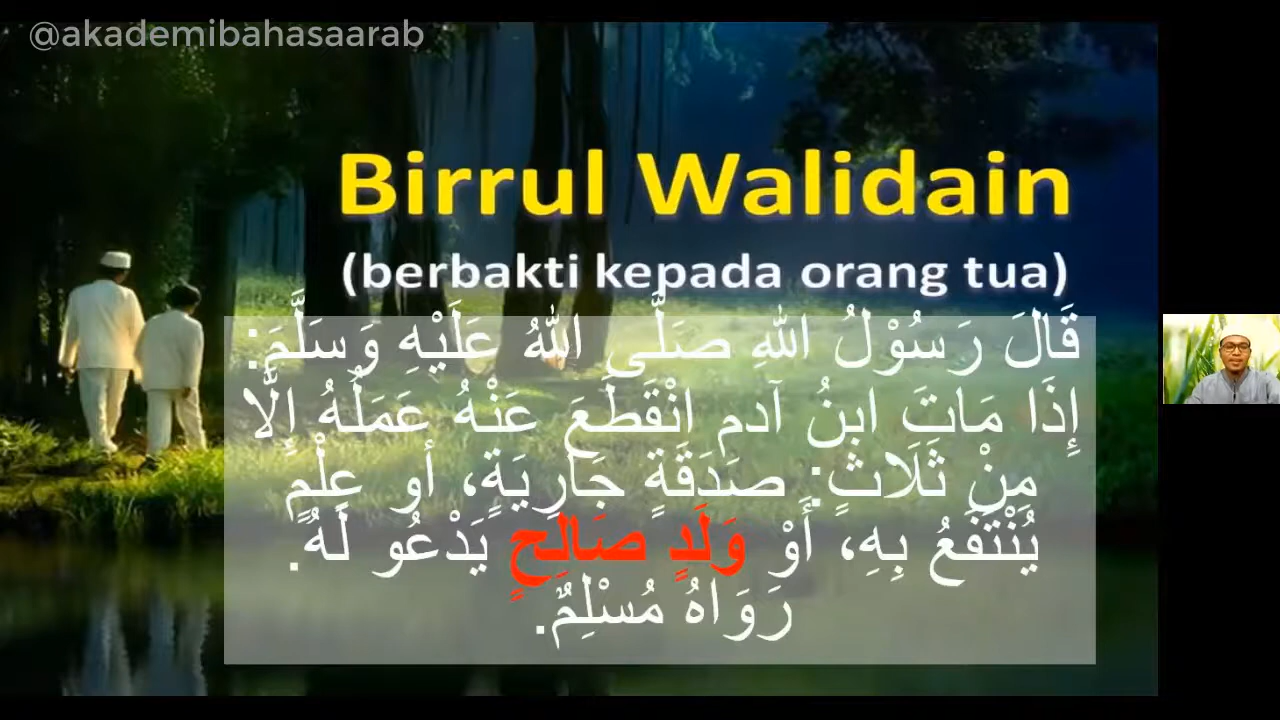 @akademibahasaarab
Birrul Walidain
(berbakti kepada orang tua)
قَالَ رَسُوْلُ اللهِ صَلَّى اللهُ عَلَيْهِ وَسَلَّمَ:
إِذَا مَاتَ ابنُ آدم انْقَطَعَ عَنْهُ عَمَلُهُ إِلَّا
مِنْ ثَلَاثٍ: صَدَقَةٍ جَارِيَةٍ، أو عِلْمٍ
يُنْتَفَعُ بِهِ، أَوْ وَلَدٍ صَالِحٍ يَدْعُو لَهُ.
رَوَاهُ مُسْلِمٌ.